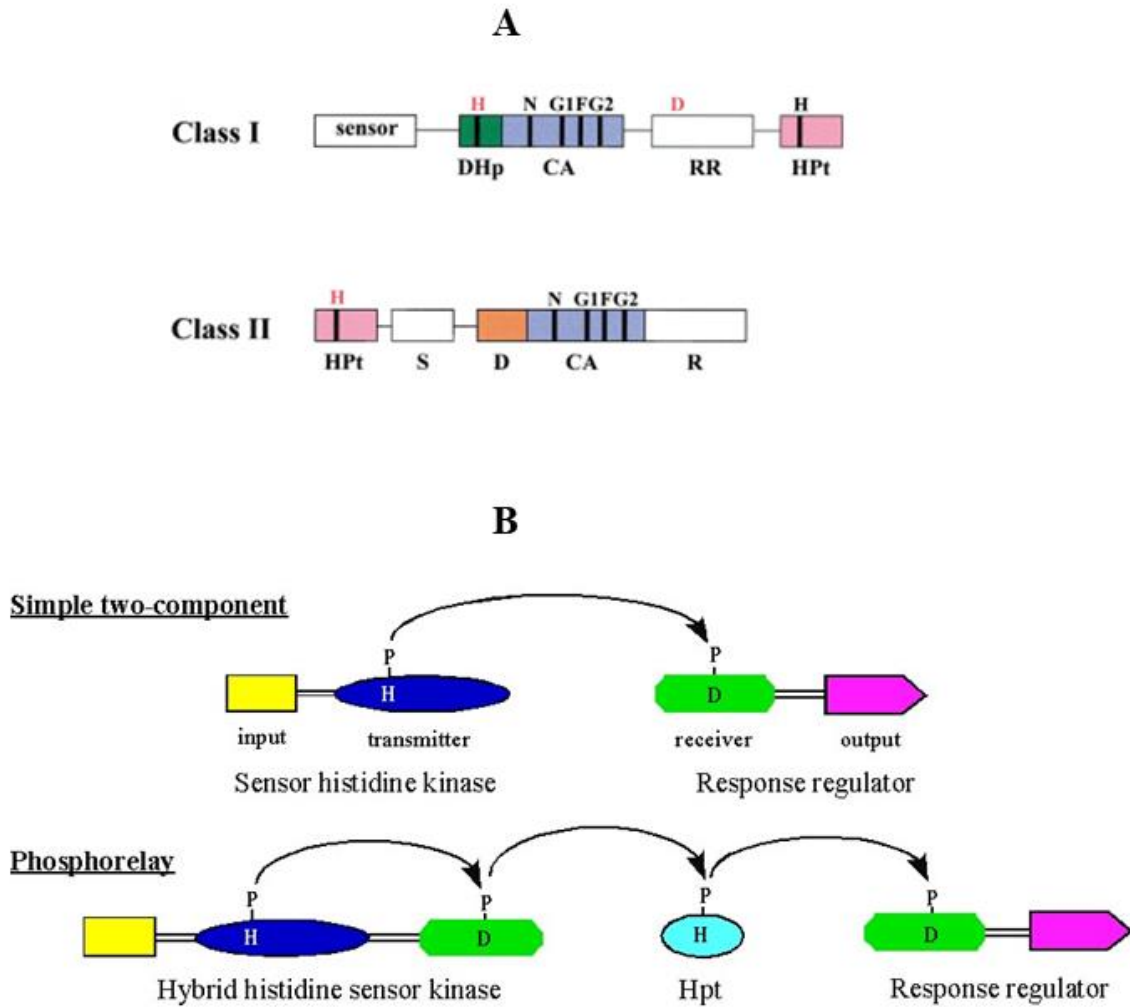 A
H N G1FG2 D H
Class I sensor
DHp CA RR HPt
H N G1FG2
Class II
HPt S D CA R
B
Simple two-component
P P
H D
input transmitter receiver output
Sensor histidine kinase Response regulator
Phosphorelay
P P P P
H D H D
Hybrid histidine sensor kinase Hpt Response regulator